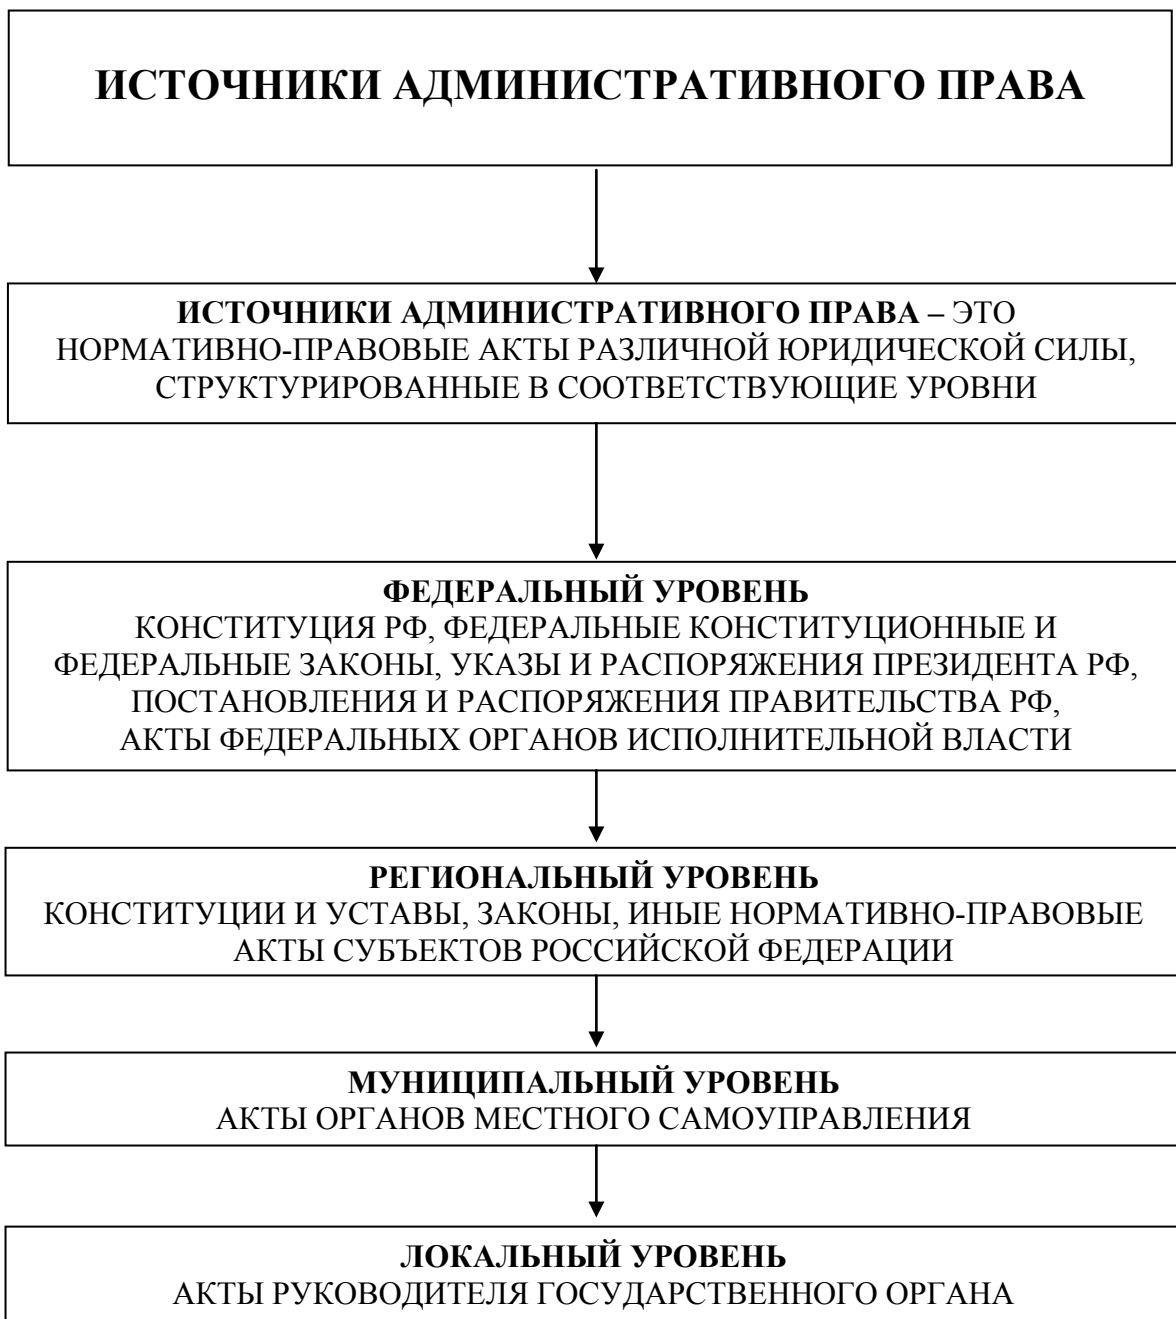 ИСТОЧНИКИ АДМИНИСТРАТИВНОГО ПРАВА
ИСТОЧНИКИ АДМИНИСТРАТИВНОГО ПРАВА – ЭТО
НОРМАТИВНО-ПРАВОВЫЕ АКТЫ РАЗЛИЧНОЙ ЮРИДИЧЕСКОЙ СИЛЫ,
СТРУКТУРИРОВАННЫЕ В СООТВЕТСТВУЮЩИЕ УРОВНИ
ФЕДЕРАЛЬНЫЙ УРОВЕНЬ
КОНСТИТУЦИЯ РФ, ФЕДЕРАЛЬНЫЕ КОНСТИТУЦИОННЫЕ И
ФЕДЕРАЛЬНЫЕ ЗАКОНЫ, УКАЗЫ И РАСПОРЯЖЕНИЯ ПРЕЗИДЕНТА РФ,
ПОСТАНОВЛЕНИЯ И РАСПОРЯЖЕНИЯ ПРАВИТЕЛЬСТВА РФ,
АКТЫ ФЕДЕРАЛЬНЫХ ОРГАНОВ ИСПОЛНИТЕЛЬНОЙ ВЛАСТИ
РЕГИОНАЛЬНЫЙ УРОВЕНЬ
КОНСТИТУЦИИ И УСТАВЫ, ЗАКОНЫ, ИНЫЕ НОРМАТИВНО-ПРАВОВЫЕ
АКТЫ СУБЪЕКТОВ РОССИЙСКОЙ ФЕДЕРАЦИИ
МУНИЦИПАЛЬНЫЙ УРОВЕНЬ
АКТЫ ОРГАНОВ МЕСТНОГО САМОУПРАВЛЕНИЯ
ЛОКАЛЬНЫЙ УРОВЕНЬ
АКТЫ РУКОВОДИТЕЛЯ ГОСУДАРСТВЕННОГО ОРГАНА